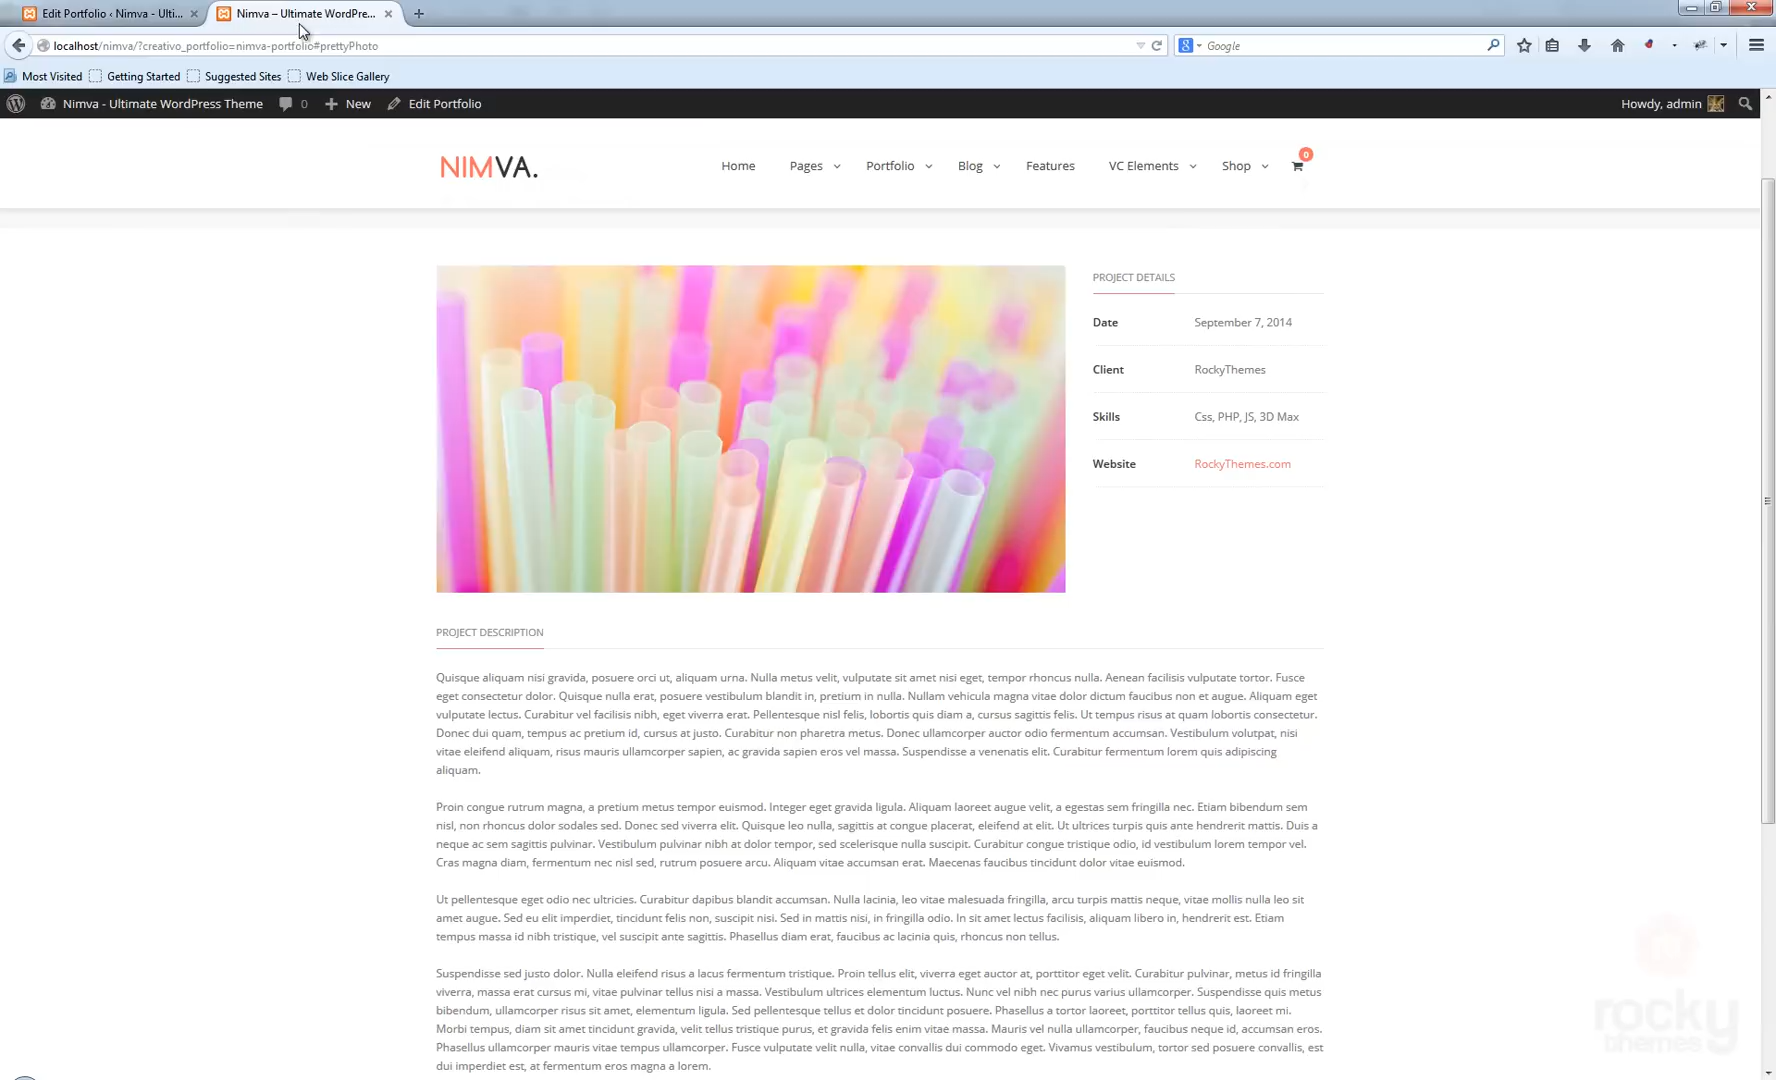 Edit Portfolio ‹ Nimva - Ulti...
Nimva – Ultimate WordPre...
localhost/nimva/?creativo_portfolio=nimva-portfolio#prettyPhoto
Google
Most Visited
Getting Started
Suggested Sites
Web Slice Gallery
Nimva - Ultimate WordPress Theme
0
New
Edit Portfolio
Howdy, admin
NIMVA.
Home
Pages
Portfolio
Blog
Features
VC Elements
Shop
0
PROJECT DETAILS
Date September 7, 2014
Client RockyThemes
Skills Css, PHP, JS, 3D Max
Website RockyThemes.com
PROJECT DESCRIPTION
Quisque aliquam nisi gravida, posuere orci ut, aliquam urna. Nulla metus velit, vulputate sit amet nisi eget, tempor rhoncus nulla. Aenean facilisis vulputate tortor. Fusce
eget consectetur dolor. Quisque nulla erat, posuere vestibulum blandit in, pretium in nulla. Nullam vehicula magna vitae dolor dictum faucibus non et augue. Aliquam eget
vulputate lectus. Curabitur vel facilisis nibh, eget viverra erat. Pellentesque nisl felis, lobortis quis diam a, cursus sagittis felis. Ut tempus risus at quam lobortis consectetur.
Donec dui quam, tempus ac pretium id, cursus at justo. Curabitur non pharetra metus. Donec ullamcorper auctor odio fermentum accumsan. Vestibulum volutpat, nisi
vitae eleifend aliquam, risus mauris ullamcorper sapien, ac gravida sapien eros vel massa. Suspendisse a venenatis elit. Curabitur fermentum lorem quis adipiscing
aliquam.
Proin congue rutrum magna, a pretium metus tempor euismod. Integer eget gravida ligula. Aliquam laoreet augue velit, a egestas sem fringilla nec. Etiam bibendum sem
nisl, non rhoncus dolor sodales sed. Donec sed viverra elit. Quisque leo nulla, sagittis at congue placerat, eleifend at elit. Ut ultrices turpis quis ante hendrerit mattis. Duis a
neque ac sem sagittis pulvinar. Vestibulum pulvinar nibh at dolor tempor, sed scelerisque nulla suscipit. Curabitur congue tristique odio, id vestibulum lorem tempor vel.
Cras magna diam, fermentum nec nisl sed, rutrum posuere arcu. Aliquam vitae accumsan erat. Maecenas faucibus tincidunt dolor vitae euismod.
Ut pellentesque eget odio nec ultricies. Curabitur dapibus blandit accumsan. Nulla lacinia, leo vitae malesuada fringilla, arcu turpis mattis neque, vitae mollis nulla leo sit
amet augue. Sed eu elit imperdiet, tincidunt felis non, suscipit nisi. Sed in mattis nisi, in fringilla odio. In sit amet lectus facilisis, aliquam libero in, hendrerit est. Etiam
tempus massa id nibh tristique, vel suscipit ante sagittis. Phasellus diam erat, faucibus ac lacinia quis, rhoncus non tellus.
Suspendisse sed justo dolor. Nulla eleifend risus a lacus fermentum tristique. Proin tellus elit, viverra eget auctor at, porttitor eget velit. Curabitur pulvinar, metus id fringilla
viverra, massa erat cursus mi, vitae pulvinar tellus nisi a massa. Vestibulum ultrices elementum luctus. Nunc vel nibh nec purus varius ullamcorper. Suspendisse quis metus
bibendum, ullamcorper risus sit amet, elementum ligula. Sed pellentesque tellus et dolor tincidunt posuere. Phasellus a tortor laoreet, porttitor tellus quis, laoreet mi.
Morbi tempus, diam sit amet tincidunt gravida, velit tellus tristique purus, et gravida felis enim vitae massa. Mauris vel nulla ullamcorper, faucibus neque id, accumsan eros.
Phasellus ullamcorper mauris vitae tempus ullamcorper. Fusce vulputate velit nulla, vitae convallis dui commodo eget. Vivamus vestibulum, tortor sed posuere convallis, est
dui imperdiet est, at fermentum eros magna a lorem.
rocky
themes